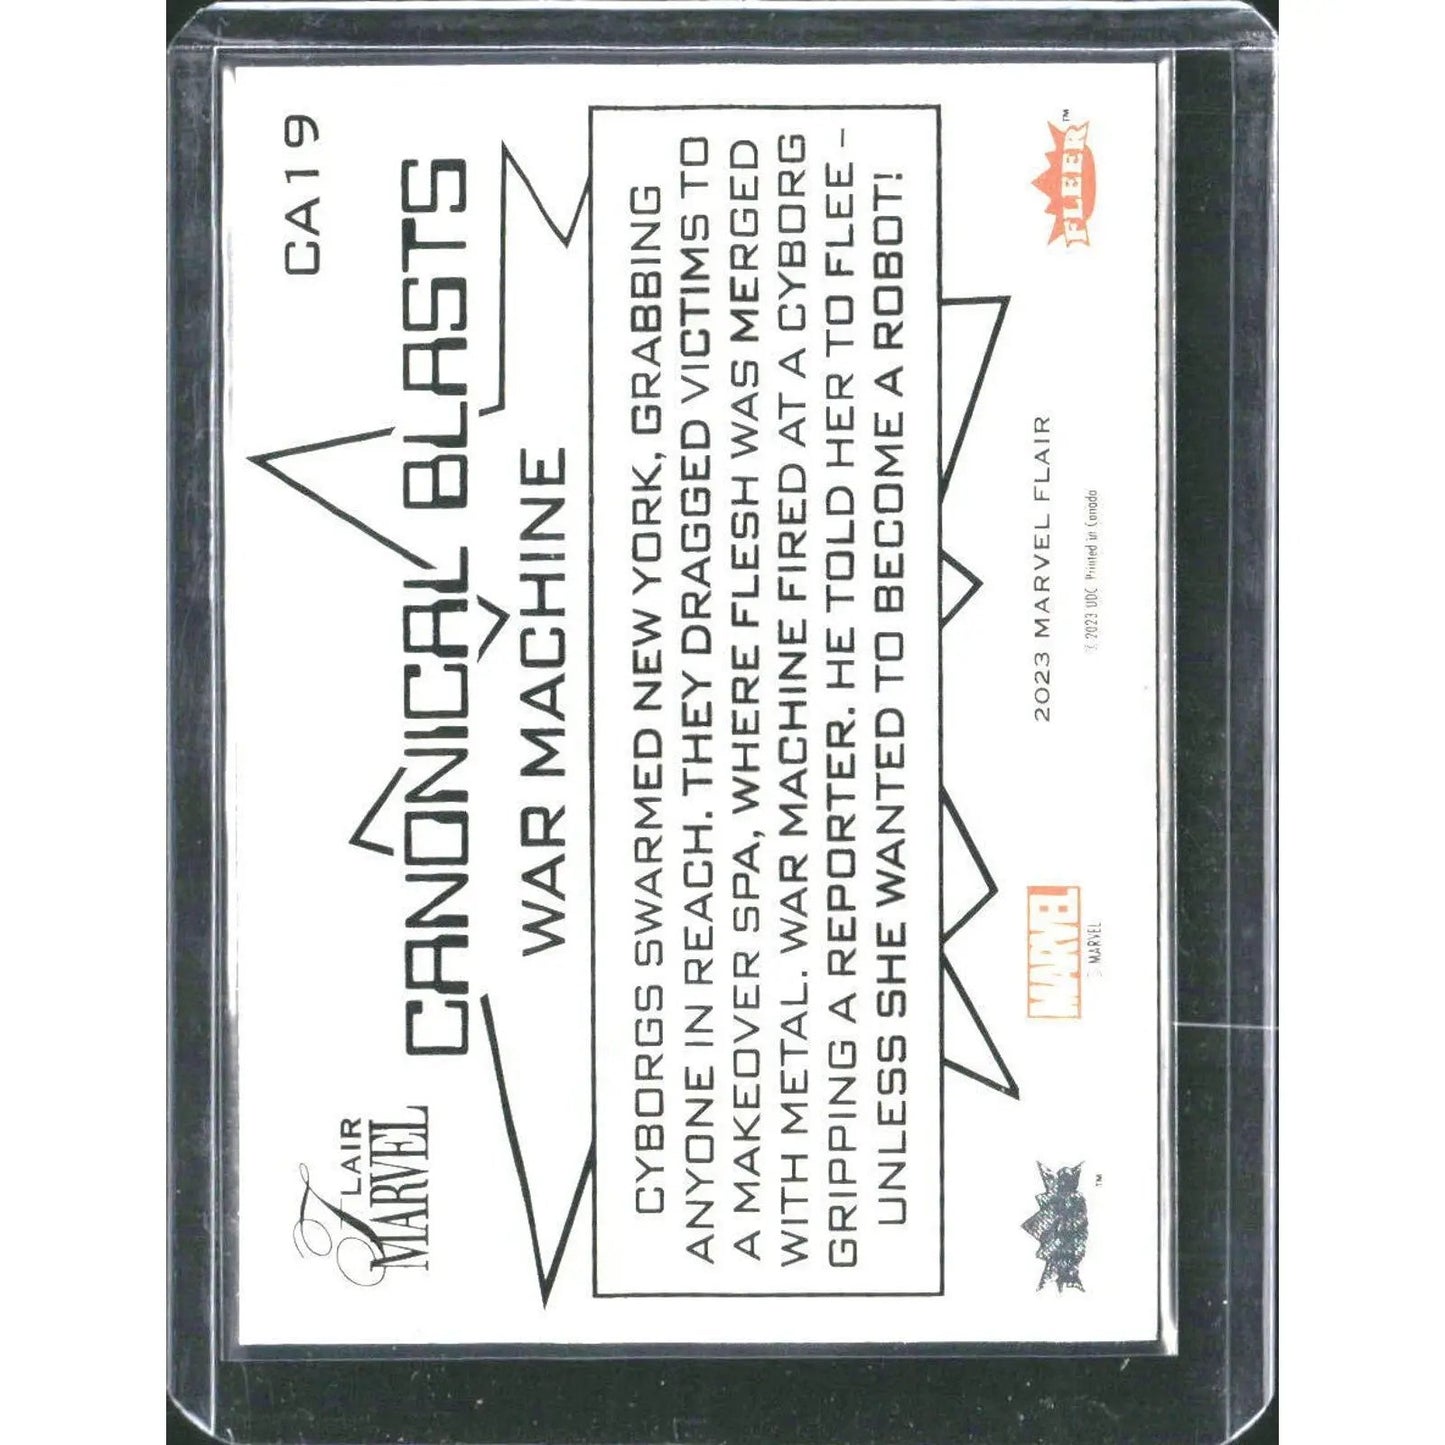 CA19
FLAIR
MARVEL
CANONICAL BLASTS
WAR MACHINE
CYBORGS SWARMED NEW YORK, GRABBING
ANYONE IN REACH. THEY DRAGGED VICTIMS TO
A MAKEOVER SPA, WHERE FLESH WAS MERGED
WITH METAL. WAR MACHINE FIRED AT A CYBORG
GRIPPING A REPORTER. HE TOLD HER TO FLEE –
UNLESS SHE WANTED TO BECOME A ROBOT!
TM
MARVEL
© MARVEL
2023 MARVEL FLAIR
© 2023 UDC Printed in Canada
FLEER™